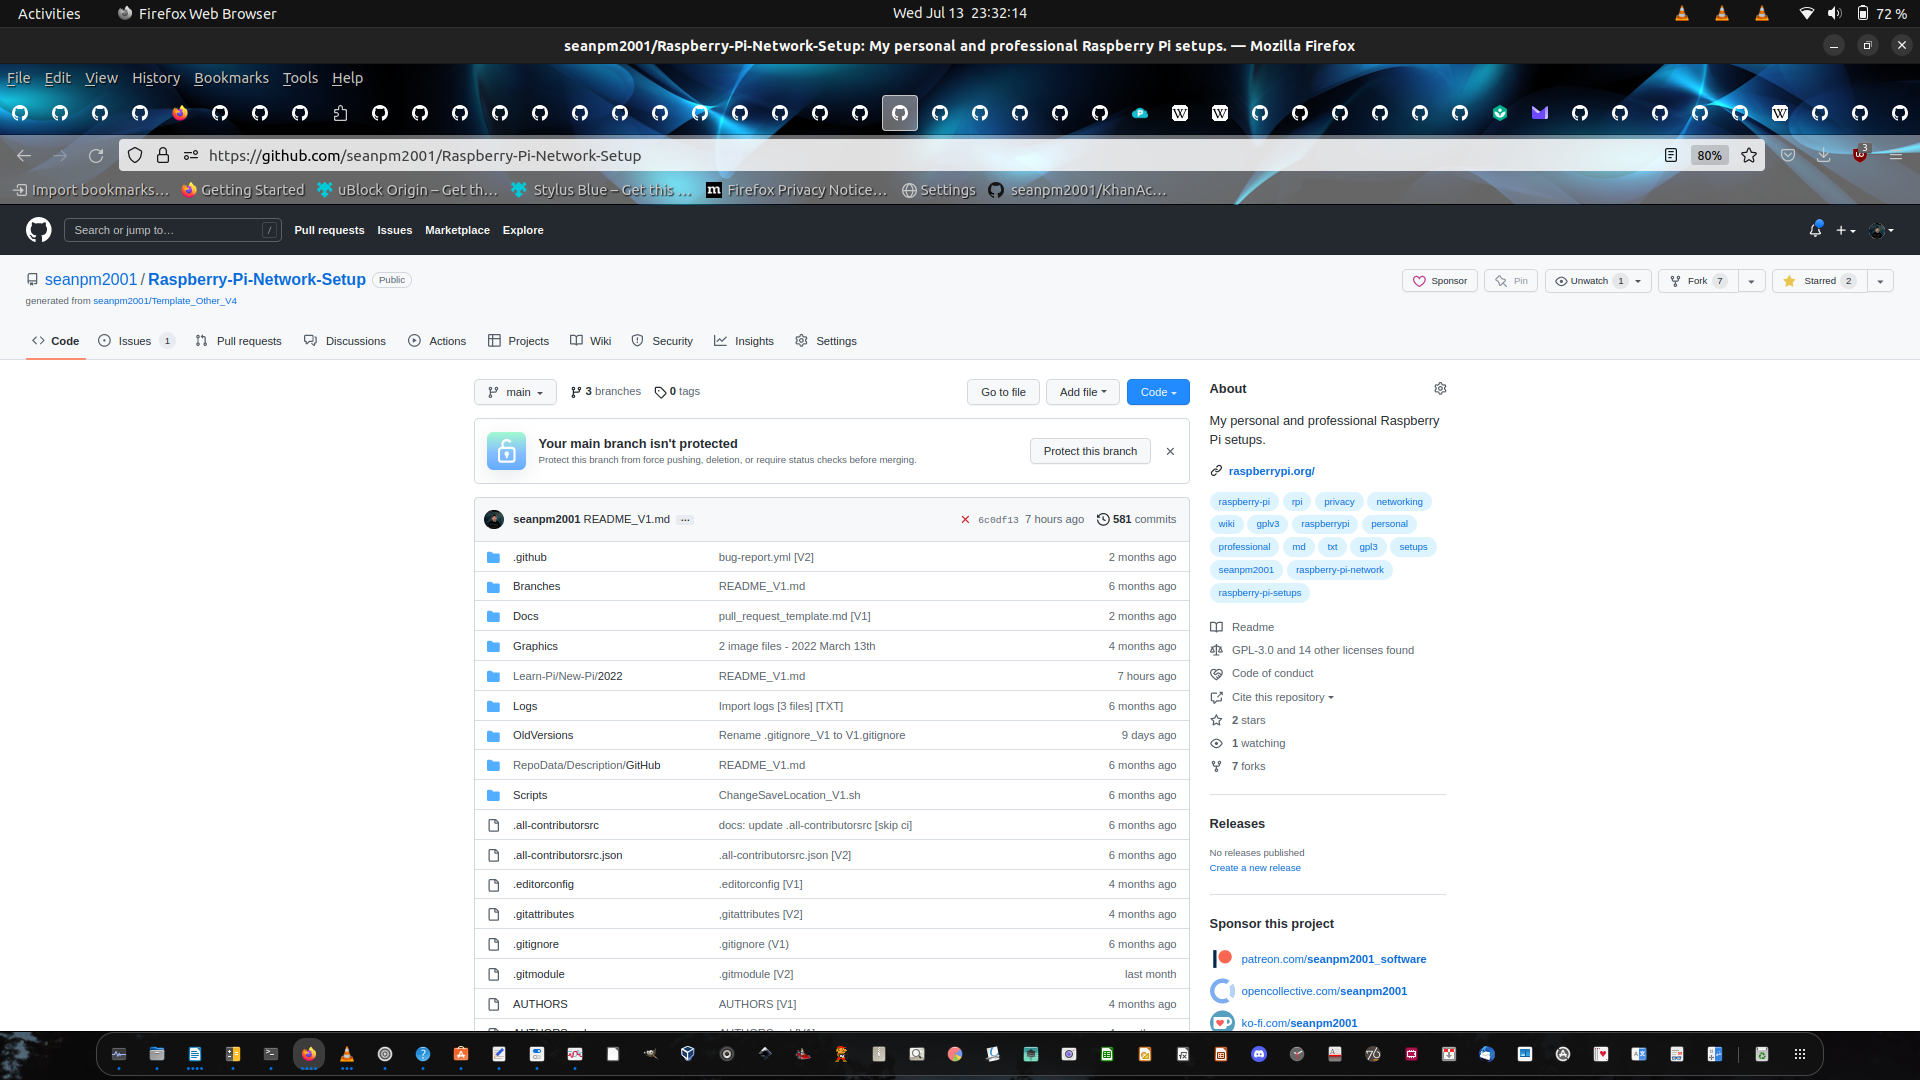 Activities
Firefox Web Browser
Wed Jul 13  23:32:14
72 %
seanpm2001/Raspberry-Pi-Network-Setup: My personal and professional Raspberry Pi setups. — Mozilla Firefox
File Edit View History Bookmarks Tools Help
https://github.com/seanpm2001/Raspberry-Pi-Network-Setup
80%
3
Import bookmarks…
Getting Started
uBlock Origin – Get th…
Stylus Blue – Get this …
Firefox Privacy Notice…
Settings
seanpm2001/KhanAc…
Search or jump to…
/
Pull requests Issues Marketplace Explore
seanpm2001 / Raspberry-Pi-Network-Setup
Public
Sponsor
Pin
Unwatch 1
Fork 7
Starred 2
generated from seanpm2001/Template_Other_V4
Code
Issues 1
Pull requests
Discussions
Actions
Projects
Wiki
Security
Insights
Settings
main
3 branches
0 tags
Go to file
Add file
Code
Your main branch isn't protected
Protect this branch from force pushing, deletion, or require status checks before merging.
Protect this branch
seanpm2001 README_V1.md ...
6c0df13 7 hours ago
581 commits
.github bug-report.yml [V2] 2 months ago
Branches README_V1.md 6 months ago
Docs pull_request_template.md [V1] 2 months ago
Graphics 2 image files - 2022 March 13th 4 months ago
Learn-Pi/New-Pi/2022 README_V1.md 7 hours ago
Logs Import logs [3 files] [TXT] 6 months ago
OldVersions Rename .gitignore_V1 to V1.gitignore 9 days ago
RepoData/Description/GitHub README_V1.md 6 months ago
Scripts ChangeSaveLocation_V1.sh 6 months ago
.all-contributorsrc docs: update .all-contributorsrc [skip ci] 6 months ago
.all-contributorsrc.json .all-contributorsrc.json [V2] 6 months ago
.editorconfig .editorconfig [V1] 4 months ago
.gitattributes ,gitattributes [V2] 4 months ago
.gitignore .gitignore (V1) 6 months ago
.gitmodule .gitmodule [V2] last month
AUTHORS AUTHORS [V1] 4 months ago
About
My personal and professional Raspberry
Pi setups.
raspberrypi.org/
raspberry-pi rpi privacy networking
wiki gplv3 raspberrypi personal
professional md txt gpl3 setups
seanpm2001 raspberry-pi-network
raspberry-pi-setups
Readme
GPL-3.0 and 14 other licenses found
Code of conduct
Cite this repository
2 stars
1 watching
7 forks
Releases
No releases published
Create a new release
Sponsor this project
patreon.com/seanpm2001_software
opencollective.com/seanpm2001
ko-fi.com/seanpm2001